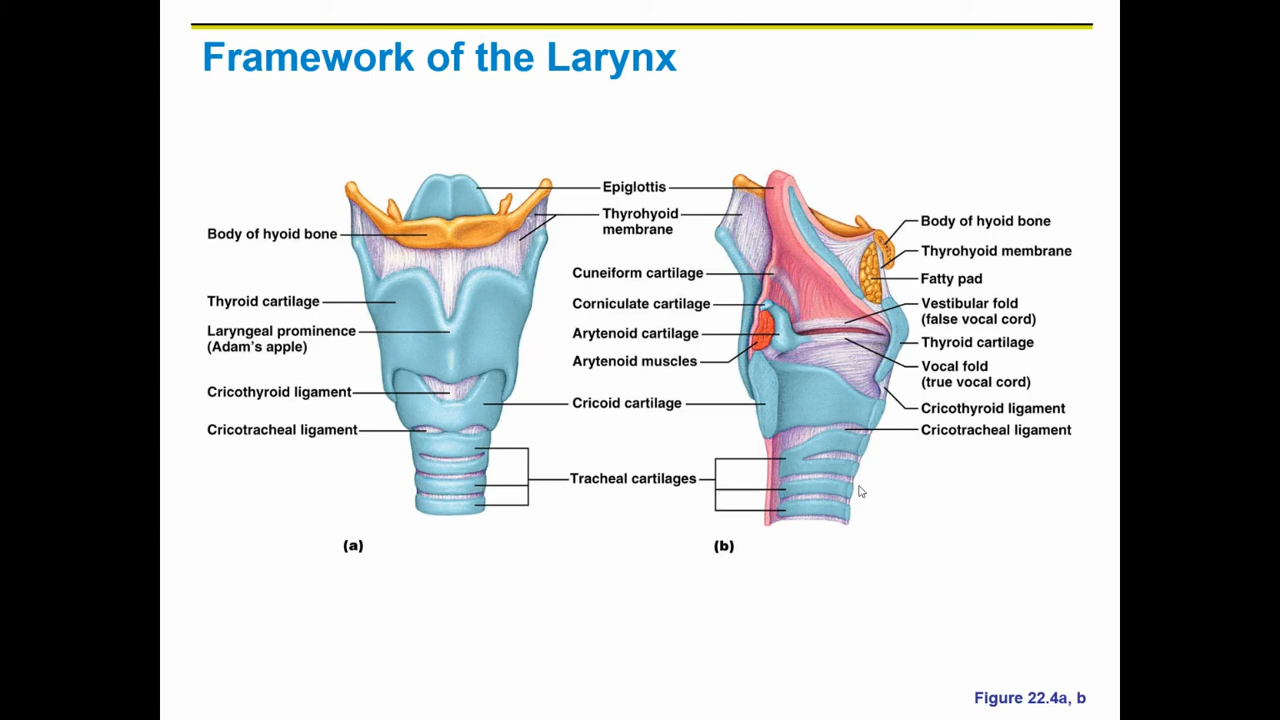 Framework of the Larynx
Body of hyoid bone
Thyroid cartilage
Laryngeal prominence
(Adam's apple)
Cricothyroid ligament
Cricotracheal ligament
Epiglottis
Thyrohyoid
membrane
Cuneiform cartilage
Corniculate cartilage
Arytenoid cartilage
Arytenoid muscles
Cricoid cartilage
Tracheal cartilages
Body of hyoid bone
Thyrohyoid membrane
Fatty pad
Vestibular fold
(false vocal cord)
Thyroid cartilage
Vocal fold
(true vocal cord)
Cricothyroid ligament
Cricotracheal ligament
(a)
(b)
Figure 22.4a, b